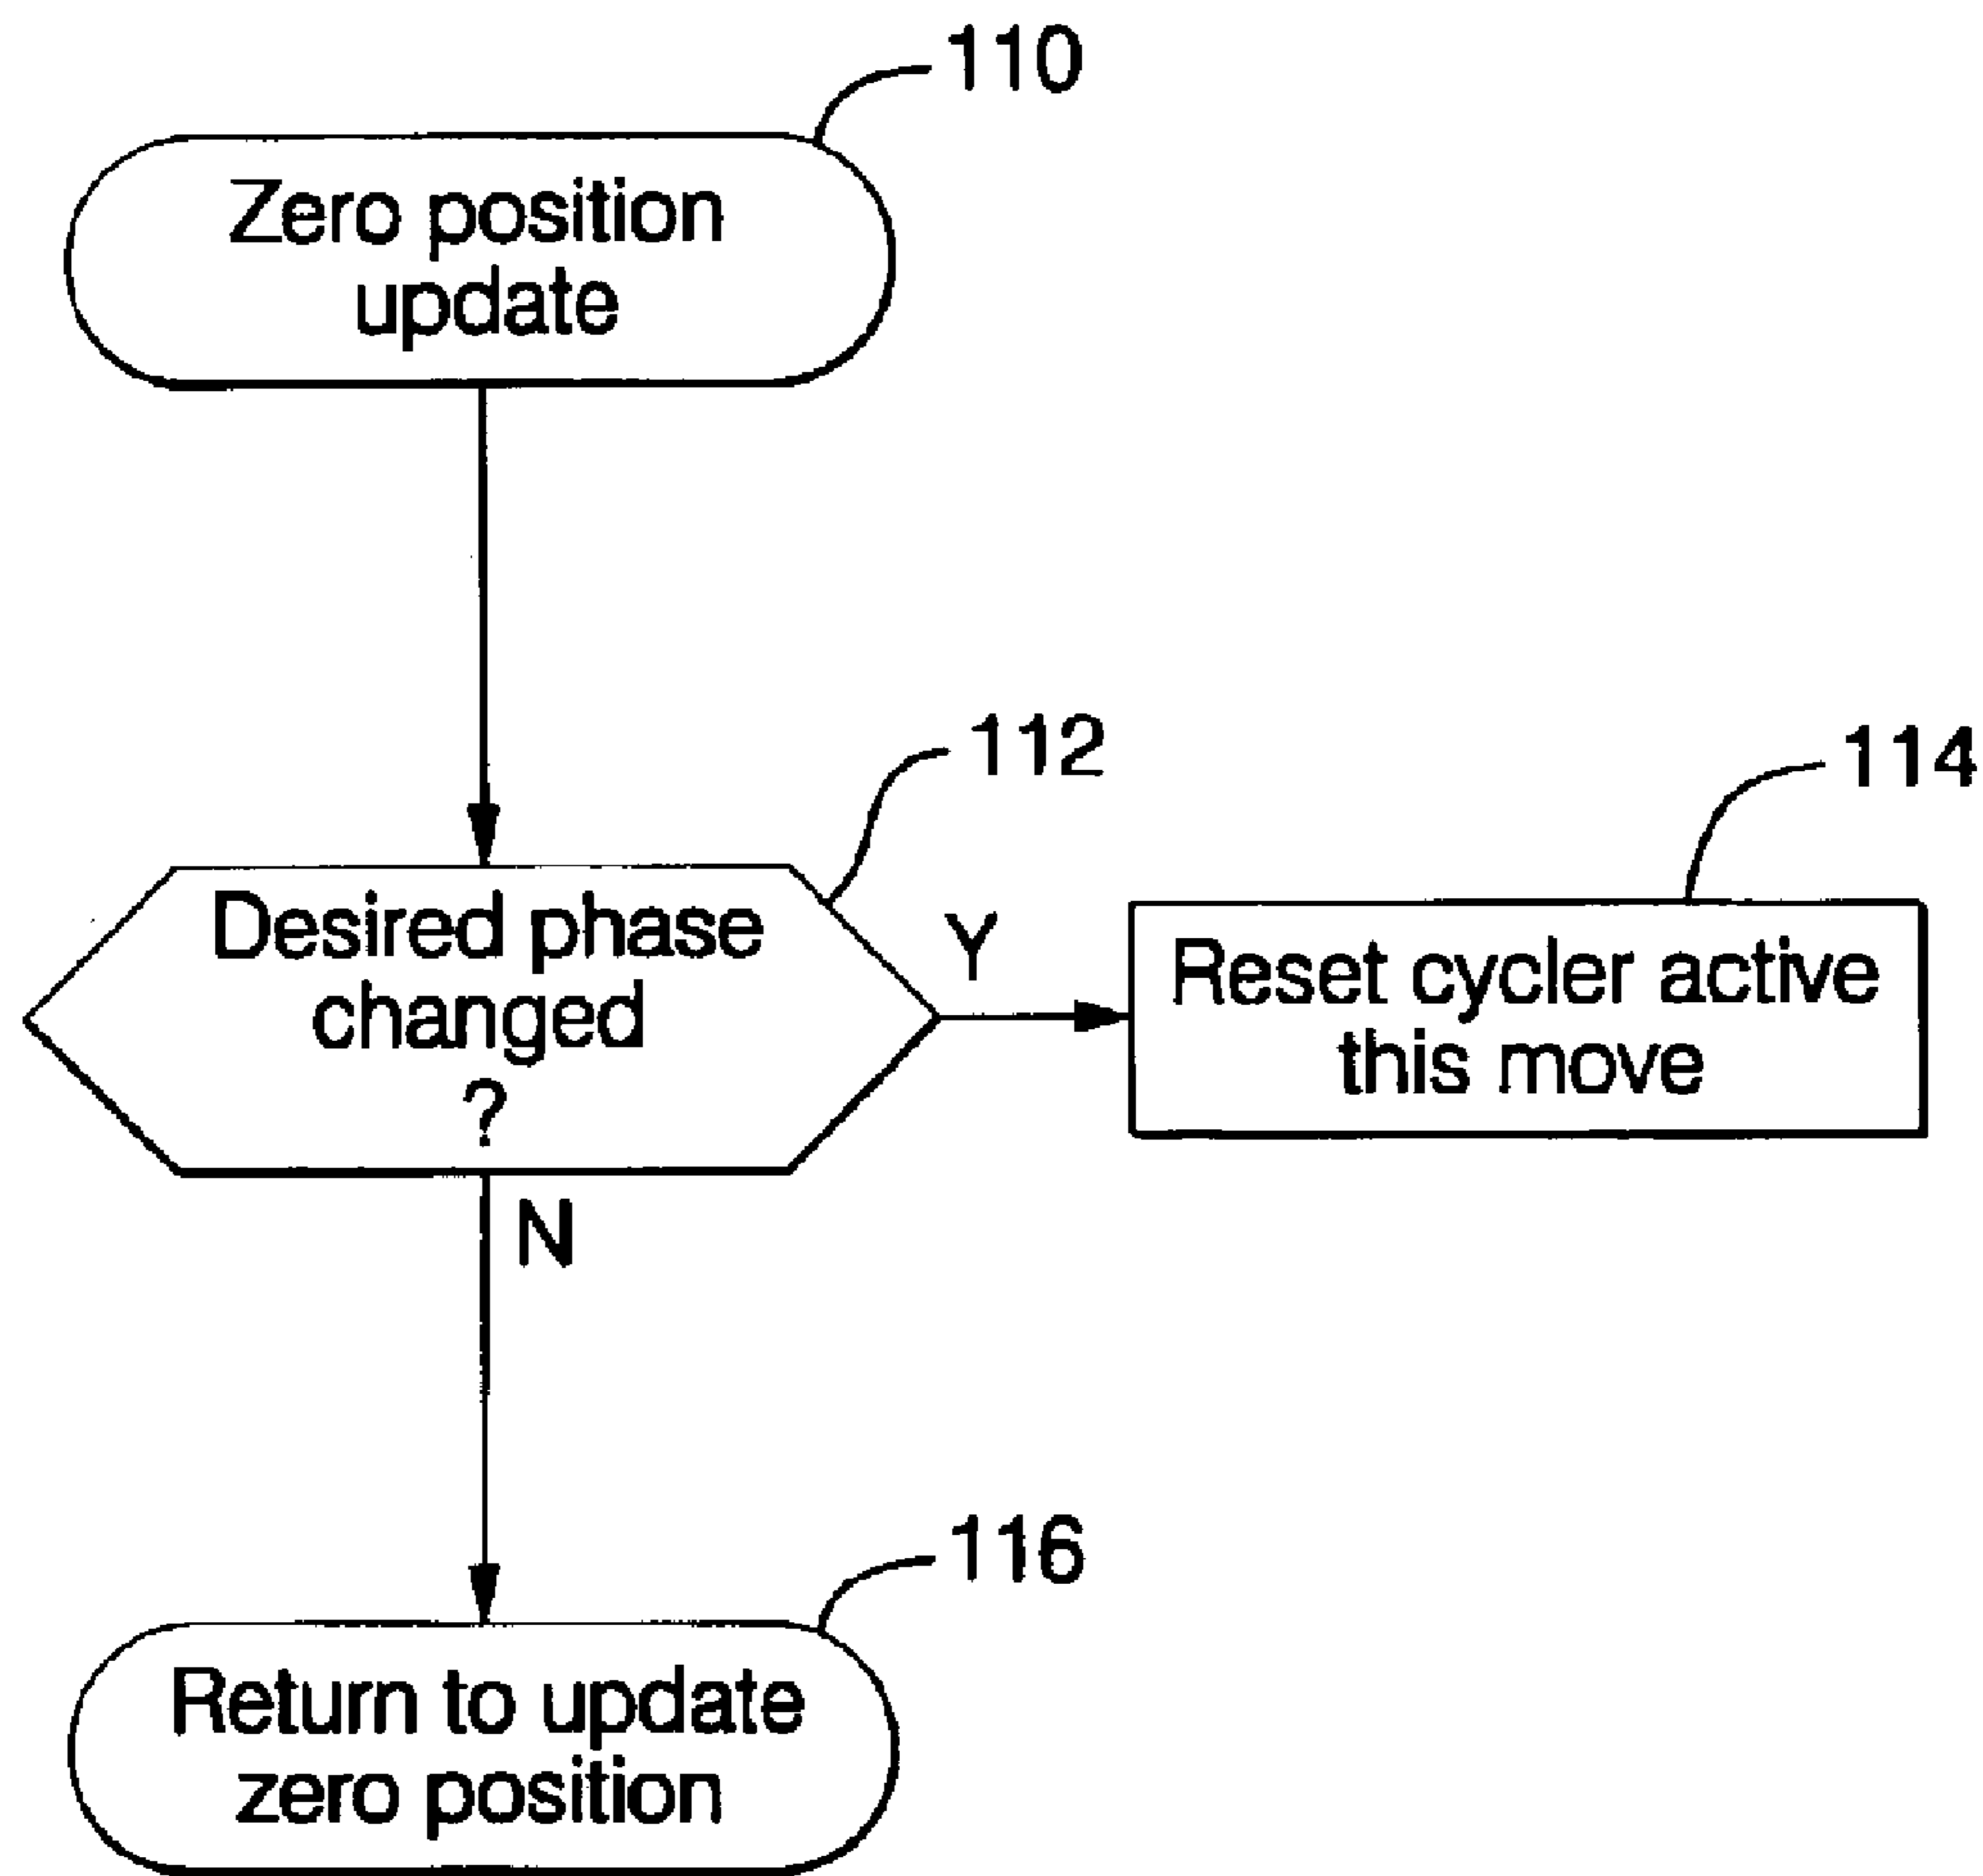 110
Zero position
update
112
114
Desired phase
changed
?
Y
Reset cycler active
this move
N
116
Return to update
zero position